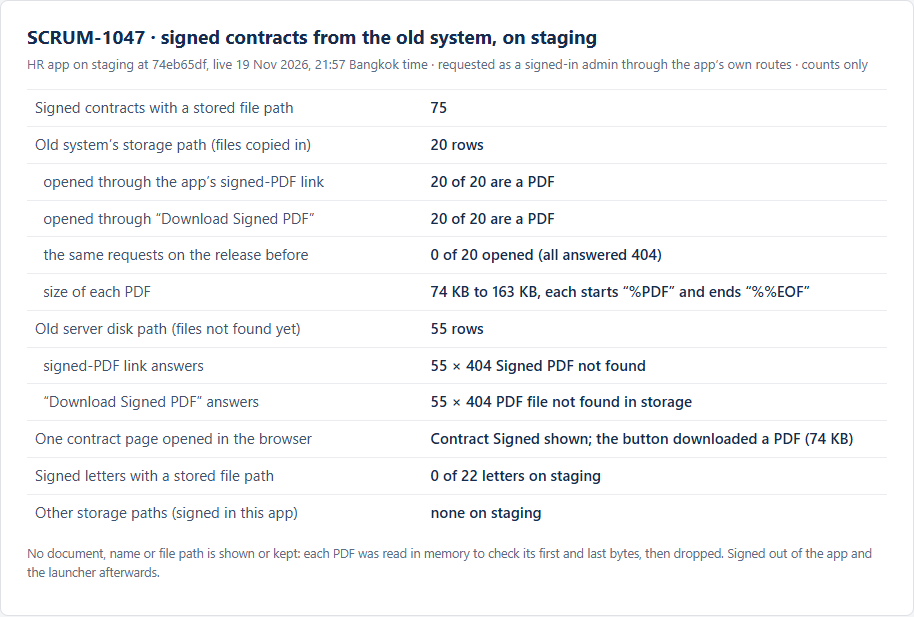 SCRUM-1047 · signed contracts from the old system, on staging
HR app on staging at 74eb65df, live 19 Nov 2026, 21:57 Bangkok time · requested as a signed-in admin through the app's own routes · counts only
Signed contracts with a stored file path 75
Old system's storage path (files copied in) 20 rows
opened through the app's signed-PDF link 20 of 20 are a PDF
opened through “Download Signed PDF” 20 of 20 are a PDF
the same requests on the release before 0 of 20 opened (all answered 404)
size of each PDF 74 KB to 163 KB, each starts “%PDF” and ends “%%EOF”
Old server disk path (files not found yet) 55 rows
signed-PDF link answers 55 × 404 Signed PDF not found
“Download Signed PDF” answers 55 × 404 PDF file not found in storage
One contract page opened in the browser Contract Signed shown; the button downloaded a PDF (74 KB)
Signed letters with a stored file path 0 of 22 letters on staging
Other storage paths (signed in this app) none on staging
No document, name or file path is shown or kept: each PDF was read in memory to check its first and last bytes, then dropped. Signed out of the app and
the launcher afterwards.